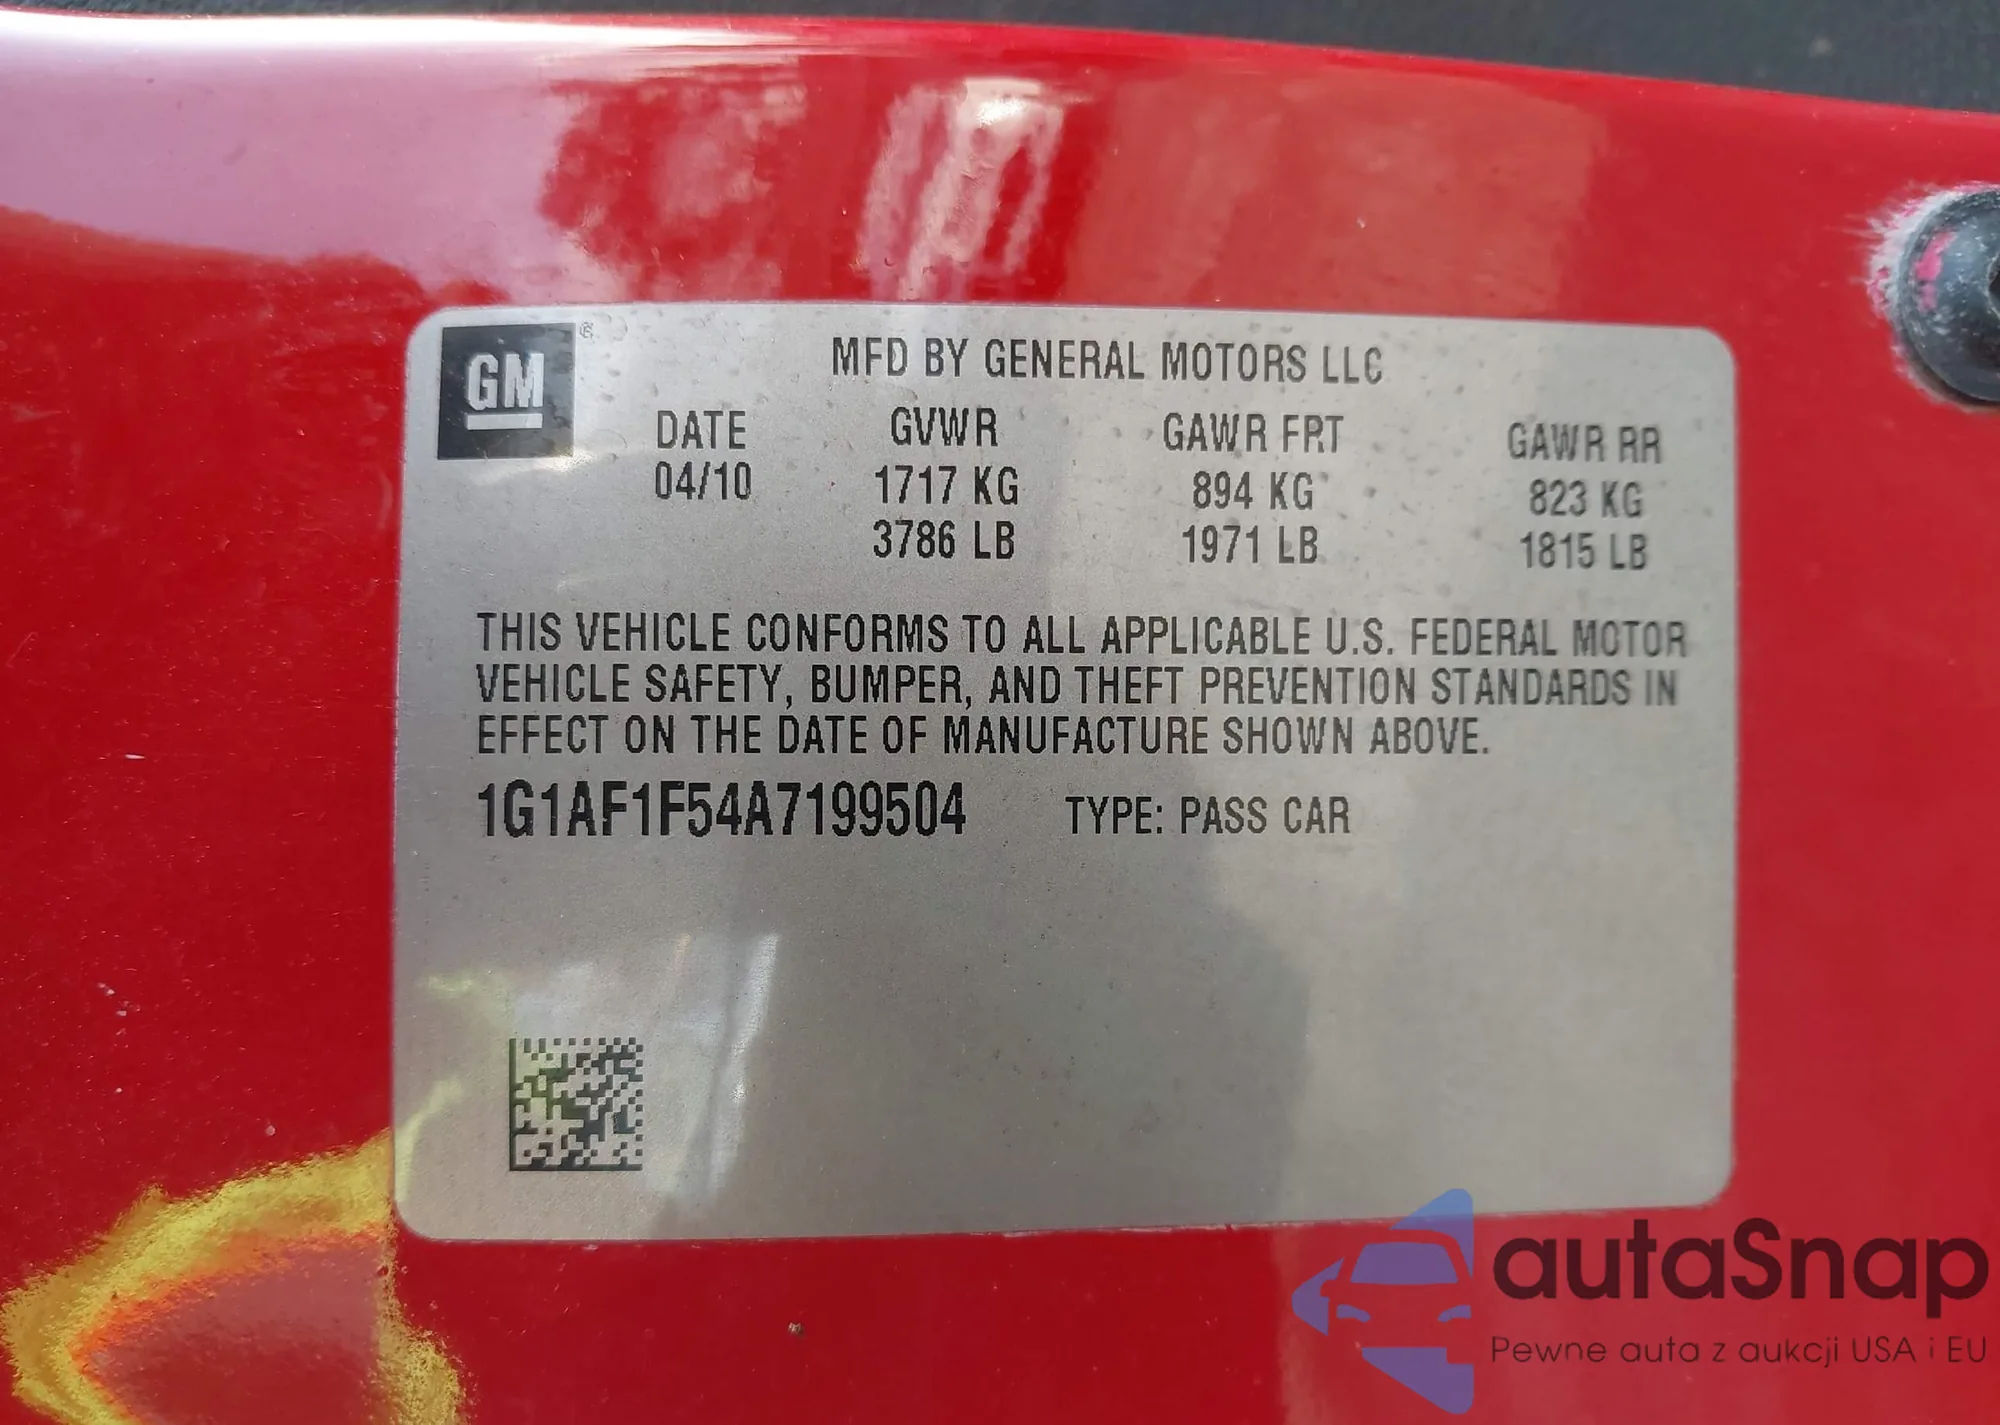 GM
MFD BY GENERAL MOTORS LLC
DATE GVWR GAWR FRT GAWR RR
04/10 1717 KG 894 KG 823 KG
3786 LB 1971 LB 1815 LB
THIS VEHICLE CONFORMS TO ALL APPLICABLE U.S. FEDERAL MOTOR
VEHICLE SAFETY, BUMPER, AND THEFT PREVENTION STANDARDS IN
EFFECT ON THE DATE OF MANUFACTURE SHOWN ABOVE.
1G1AF1F54A7199504 TYPE: PASS CAR
autaSnap
Pewne auta z aukcji USA i EU